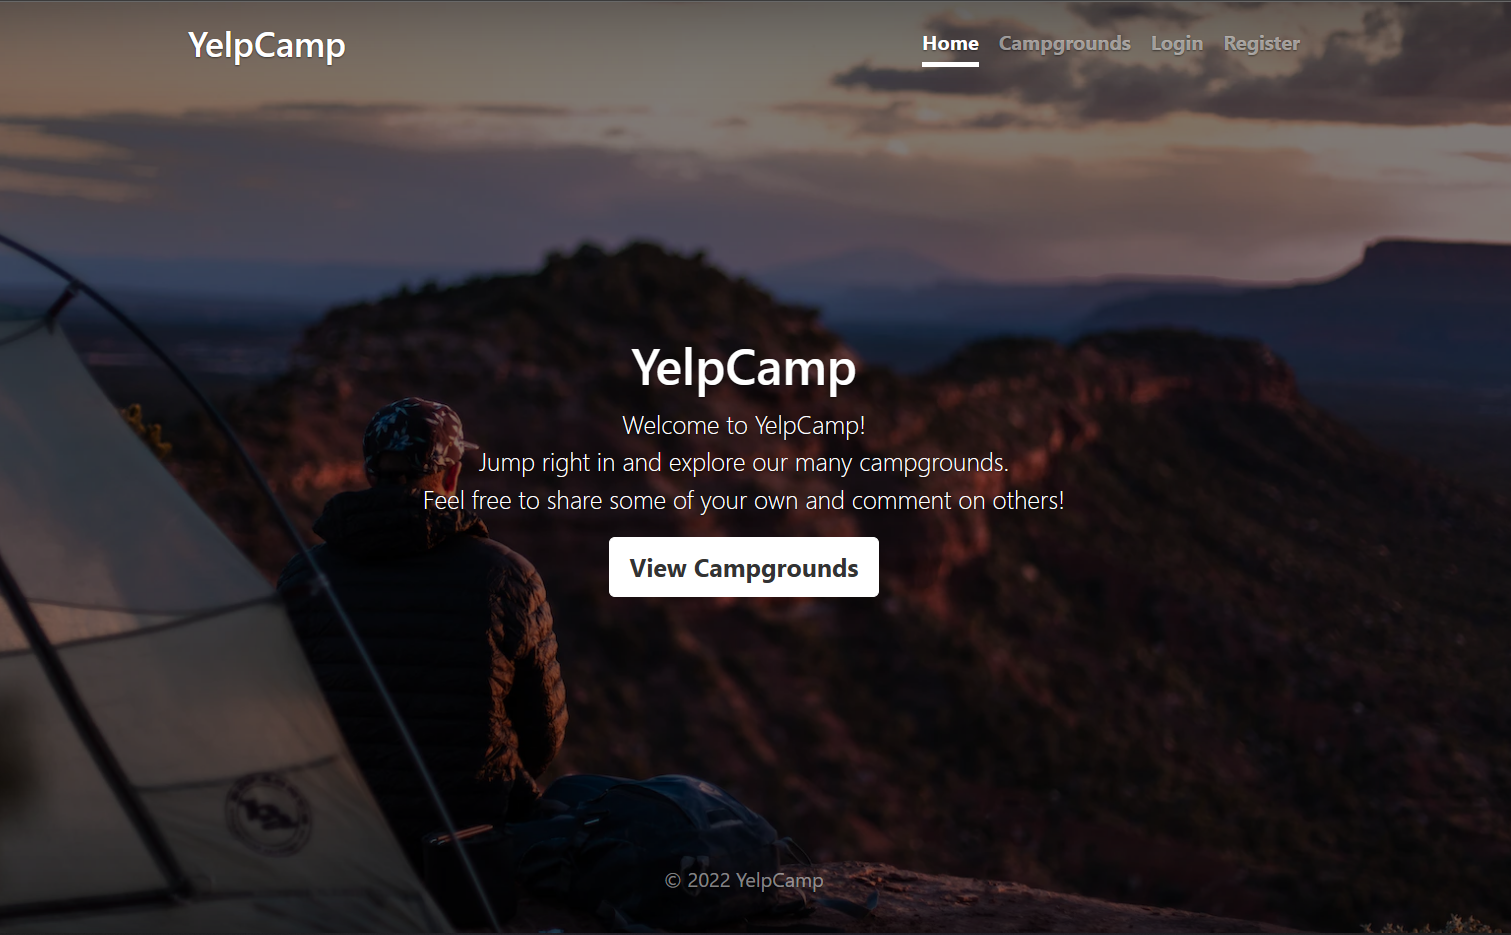 YelpCamp
Home Campgrounds Login Register
YelpCamp
Welcome to YelpCamp!
Jump right in and explore our many campgrounds.
Feel free to share some of your own and comment on others!
View Campgrounds
© 2022 YelpCamp